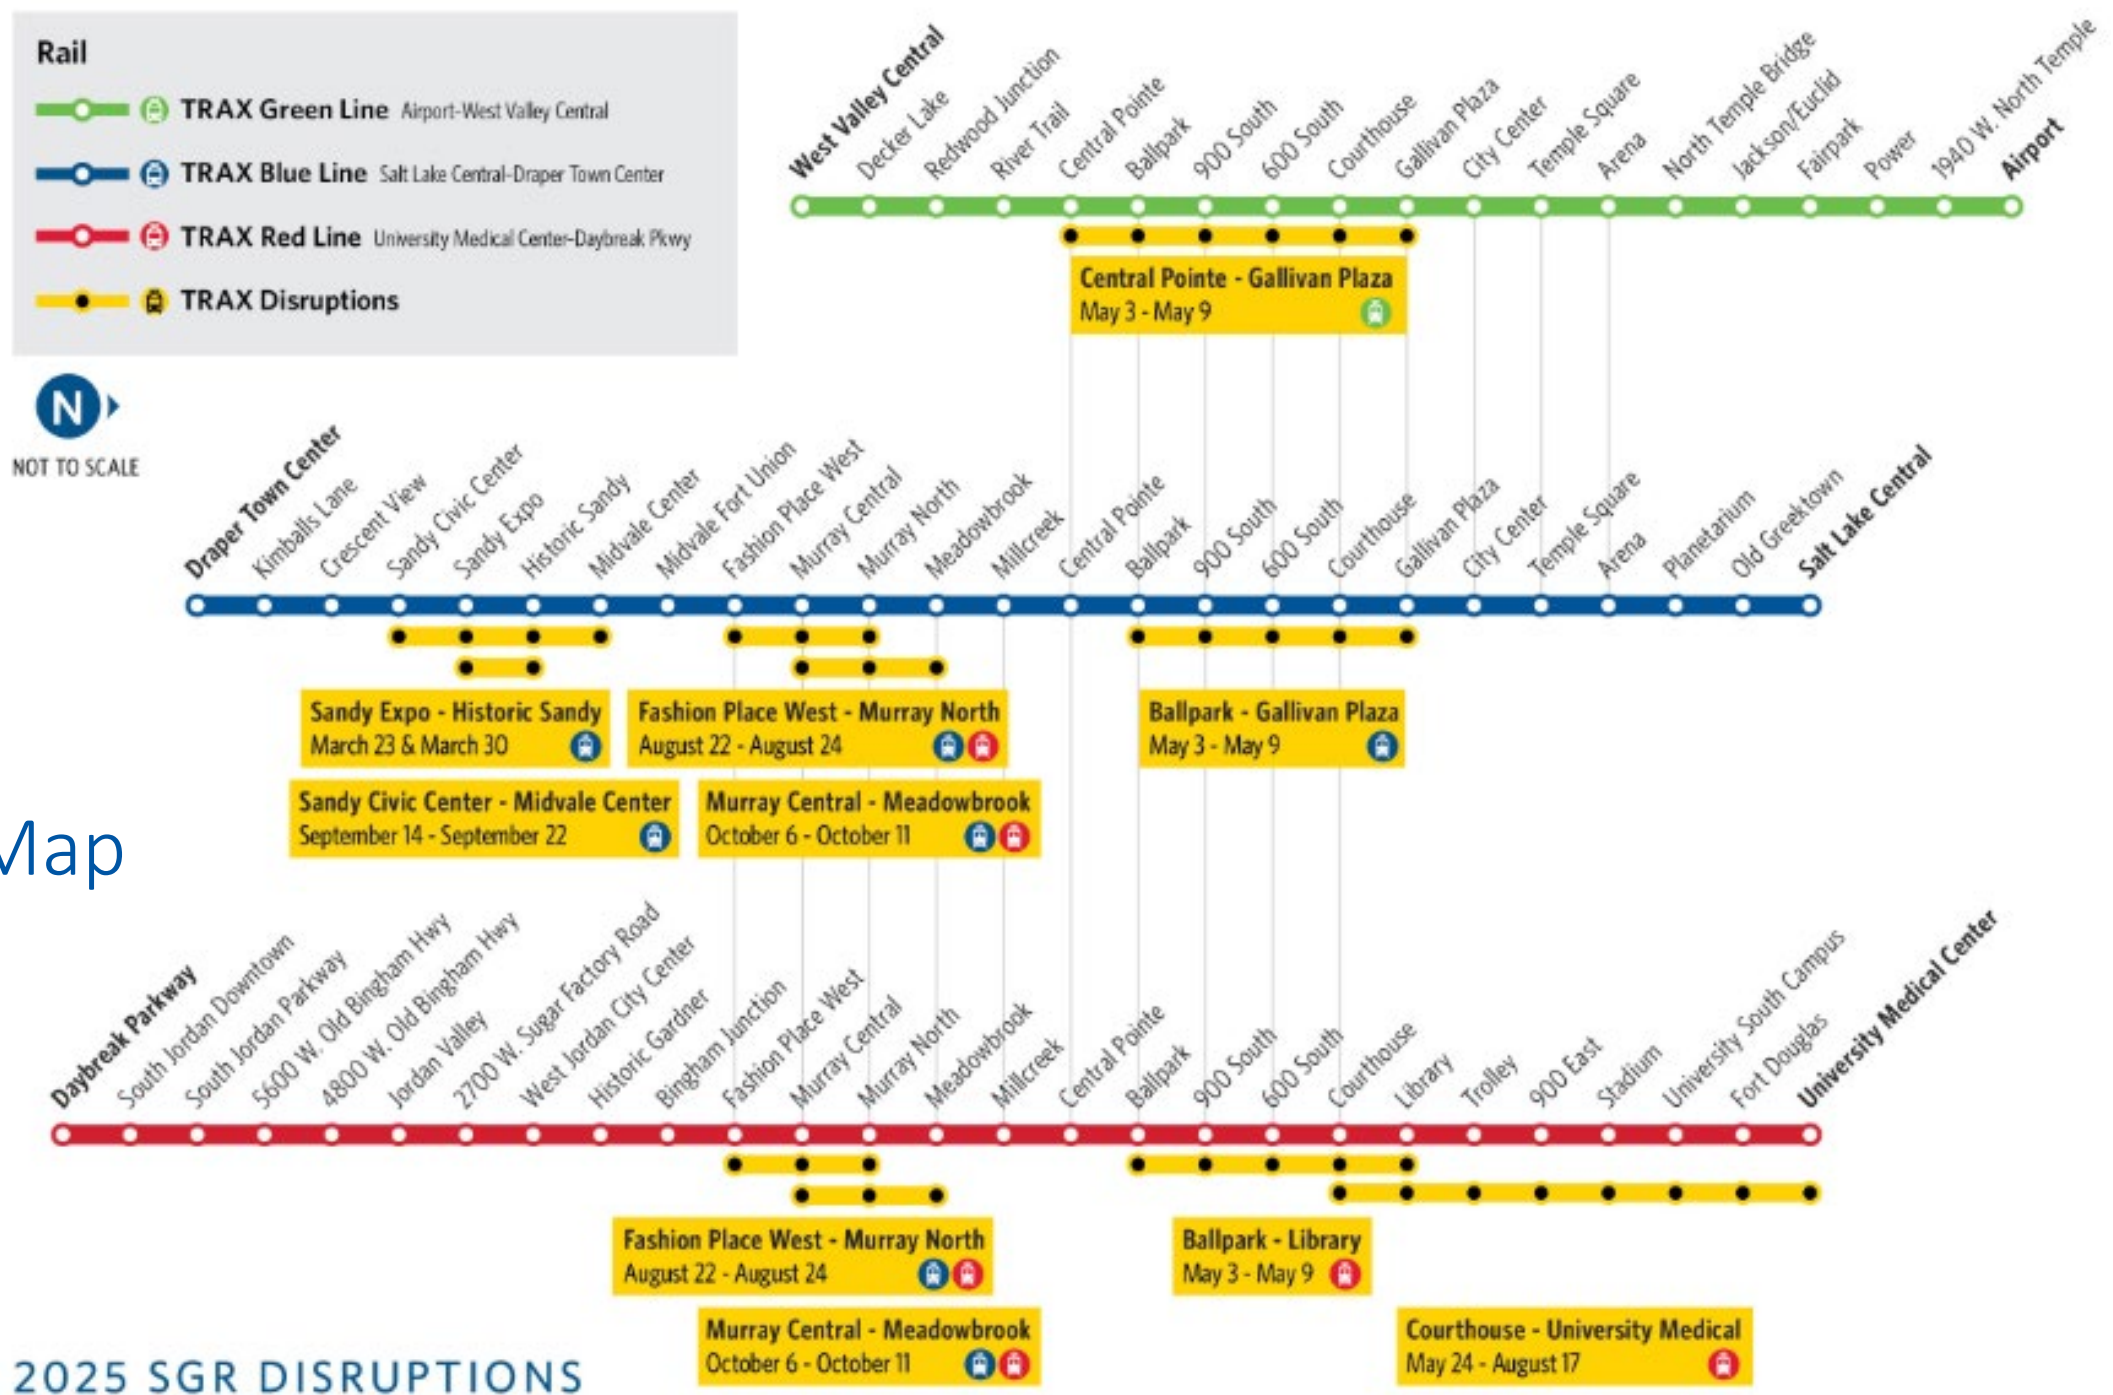 Rail
TRAX Green Line Airport-West Valley Central
TRAX Blue Line Salt Lake Central-Draper Town Center
TRAX Red Line University Medical Center-Daybreak Pkwy
TRAX Disruptions
N
NOT TO SCALE
West Valley Central
Decker Lake
Redwood Junction
River Trail
Central Pointe
Ballpark
900 South
600 South
Courthouse
Gallivan Plaza
City Center
Temple Square
Arena
North Temple Bridge
Jackson/Euclid
Fairpark
Power
1940 W. North Temple
Airport
Central Pointe - Gallivan Plaza
May 3 - May 9
Draper Town Center
Kimballs Lane
Crescent View
Sandy Civic Center
Sandy Expo
Historic Sandy
Midvale Center
Midvale Fort Union
Fashion Place West
Murray Central
Murray North
Meadowbrook
Millcreek
Central Pointe
Ballpark
900 South
600 South
Courthouse
Gallivan Plaza
City Center
Temple Square
Arena
Planetarium
Old Greektown
Salt Lake Central
Sandy Expo - Historic Sandy
March 23 & March 30
Fashion Place West - Murray North
August 22 - August 24
Ballpark - Gallivan Plaza
May 3 - May 9
Sandy Civic Center - Midvale Center
September 14 - September 22
Murray Central - Meadowbrook
October 6 - October 11
Map
Daybreak Parkway
South Jordan Downtown
South Jordan Parkway
5600 W. Old Bingham Hwy
4800 W. Old Bingham Hwy
Jordan Valley
2700 W. Sugar Factory Road
West Jordan City Center
Historic Gardner
Bingham Junction
Fashion Place West
Murray Central
Murray North
Meadowbrook
Millcreek
Central Pointe
Ballpark
900 South
600 South
Courthouse
Library
Trolley
900 East
Stadium
University South Campus
Fort Douglas
University Medical Center
Fashion Place West - Murray North
August 22 - August 24
Ballpark - Library
May 3 - May 9
Murray Central - Meadowbrook
October 6 - October 11
Courthouse - University Medical
May 24 - August 17
2025 SGR DISRUPTIONS